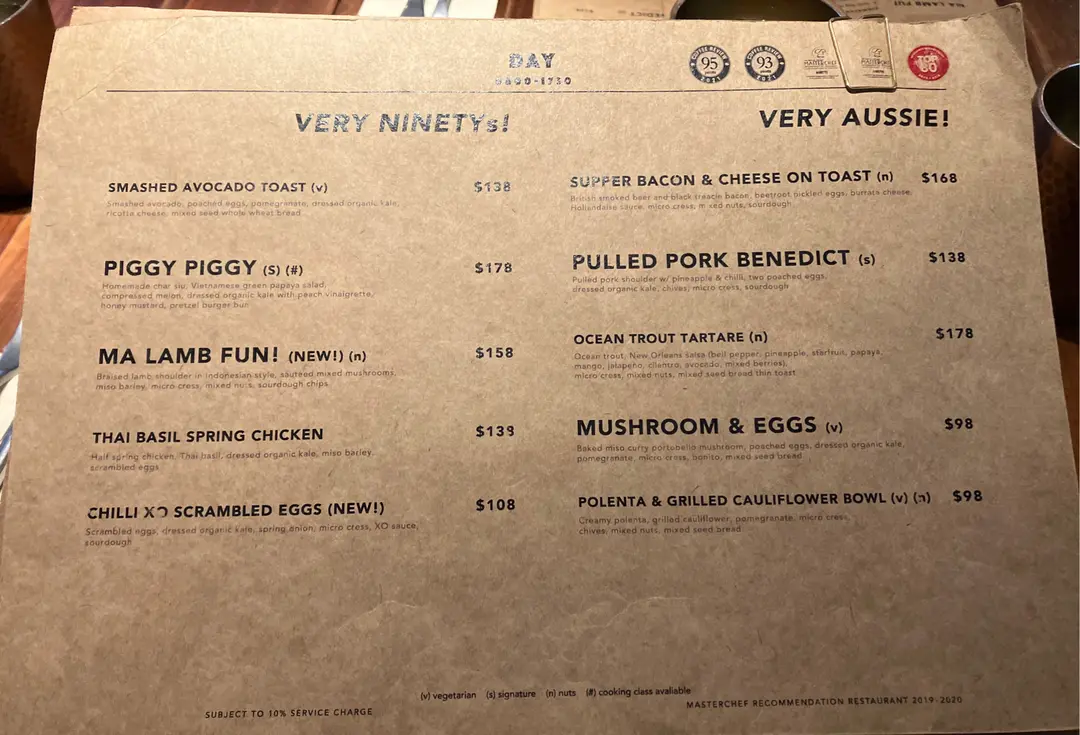 DAY
0800-1730
COFFEE REVIEW
95
2021
COFFEE REVIEW
93
2021
TOP
VERY NINETYs!
SMASHED AVOCADO TOAST (v) $138
Smashed avocado, poached eggs, pomegranate, dressed organic kale,
ricotta cheese, mixed seed whole wheat bread
PIGGY PIGGY (S) (#) $178
Homemade char siu, Vietnamese green papaya salad,
compressed melon, dressed organic kale with peach vinaigrette,
honey mustard, pretzel burger bun
MA LAMB FUN! (NEW!) (n) $158
Braised lamb shoulder in Indonesian style, sauteed mixed mushrooms,
miso barley, micro cress, mixed nuts, sourdough chips
THAI BASIL SPRING CHICKEN
Half spring chicken, Thai basil, dressed organic kale, miso barley,
scrambled eggs
CHILLI XO SCRAMBLED EGGS (NEW!) $108
Scrambled eggs, dressed organic kale, spring onion, micro cress, XO sauce,
sourdough
VERY AUSSIE!
SUPPER BACON & CHEESE ON TOAST (n) $168
British smoked beer and black treacle bacon, beetroot pickled eggs, burrata cheese,
Hollandaise sauce, micro cress, mixed nuts, sourdough
PULLED PORK BENEDICT (s) $138
Pulled pork shoulder w/ pineapple & chilli, two poached eggs,
dressed organic kale, chives, micro cress, sourdough
OCEAN TROUT TARTARE (n) $178
Ocean trout, New Orleans salsa (bell pepper, pineapple, starfruit, papaya,
mango, jalapeño, cilantro, avocado, mixed berries),
micro cress, mixed nuts, mixed seed bread thin toast
MUSHROOM & EGGS (v) $98
Baked miso curry portobello mushroom, poached eggs, dressed organic kale,
pomegranate, micro cress, bonito, mixed seed bread
POLENTA & GRILLED CAULIFLOWER BOWL (v) (n) $98
Creamy polenta, grilled cauliflower, pomegranate, micro cress,
chives, mixed nuts, mixed seed bread
(v) vegetarian (s) signature (n) nuts (#) cooking class avaliable
SUBJECT TO 10% SERVICE CHARGE
MASTERCHEF RECOMMENDATION RESTAURANT 2019-2020